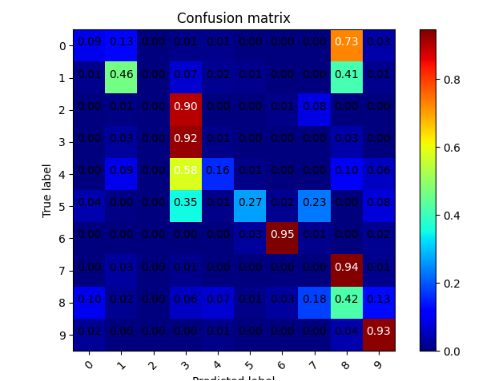 Confusion matrix
0 0.09 0.13 0.00 0.01 0.01 0.00 0.00 0.00 0.73 0.03
1 0.01 0.46 0.00 0.07 0.02 0.01 0.00 0.00 0.41 0.01
2 0.00 0.01 0.00 0.90 0.00 0.00 0.01 0.08 0.00 0.00
3 0.00 0.03 0.00 0.92 0.01 0.00 0.00 0.00 0.03 0.00
4 0.00 0.09 0.00 0.58 0.16 0.01 0.00 0.00 0.10 0.06
5 0.04 0.00 0.00 0.35 0.01 0.27 0.02 0.23 0.00 0.08
6 0.00 0.00 0.00 0.00 0.00 0.03 0.95 0.01 0.00 0.02
7 0.00 0.03 0.00 0.01 0.00 0.00 0.00 0.00 0.94 0.01
8 0.10 0.02 0.00 0.06 0.07 0.01 0.03 0.18 0.42 0.13
9 0.02 0.00 0.00 0.00 0.01 0.00 0.00 0.00 0.04 0.93
0 1 2 3 4 5 6 7 8 9
True label
Predicted label
0.8
0.6
0.4
0.2
0.0